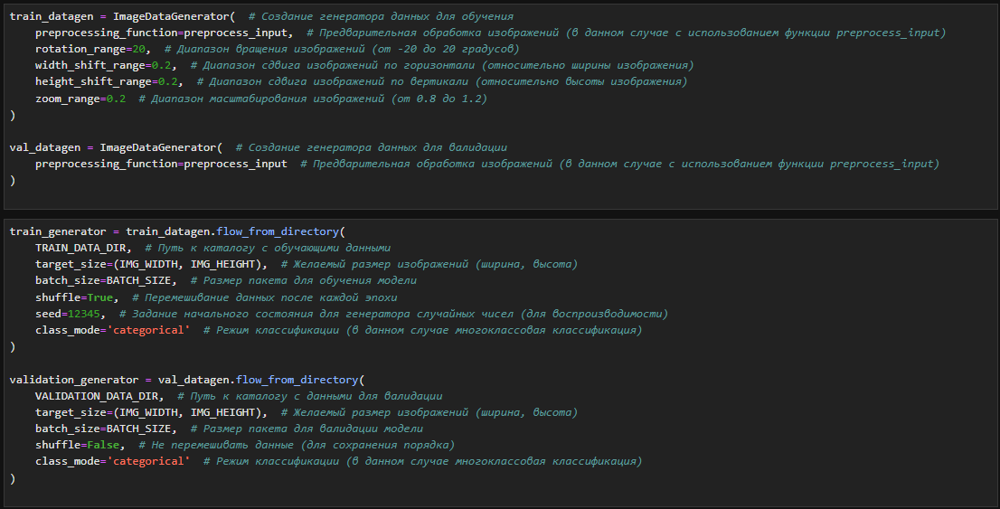 train_datagen = ImageDataGenerator(  # Создание генератора данных для обучения
    preprocessing_function=preprocess_input,  # Предварительная обработка изображений (в данном случае с использованием функции preprocess_input)
    rotation_range=20,  # Диапазон вращения изображений (от -20 до 20 градусов)
    width_shift_range=0.2,  # Диапазон сдвига изображений по горизонтали (относительно ширины изображения)
    height_shift_range=0.2,  # Диапазон сдвига изображений по вертикали (относительно высоты изображения)
    zoom_range=0.2  # Диапазон масштабирования изображений (от 0.8 до 1.2)
)
val_datagen = ImageDataGenerator(  # Создание генератора данных для валидации
    preprocessing_function=preprocess_input  # Предварительная обработка изображений (в данном случае с использованием функции preprocess_input)
)
train_generator = train_datagen.flow_from_directory(
    TRAIN_DATA_DIR,  # Путь к каталогу с обучающими данными
    target_size=(IMG_WIDTH, IMG_HEIGHT),  # Желаемый размер изображений (ширина, высота)
    batch_size=BATCH_SIZE,  # Размер пакета для обучения модели
    shuffle=True,  # Перемешивание данных после каждой эпохи
    seed=12345,  # Задание начального состояния для генератора случайных чисел (для воспроизводимости)
    class_mode='categorical'  # Режим классификации (в данном случае многоклассовая классификация)
)
validation_generator = val_datagen.flow_from_directory(
    VALIDATION_DATA_DIR,  # Путь к каталогу с данными для валидации
    target_size=(IMG_WIDTH, IMG_HEIGHT),  # Желаемый размер изображений (ширина, высота)
    batch_size=BATCH_SIZE,  # Размер пакета для валидации модели
    shuffle=False,  # Не перемешивать данные (для сохранения порядка)
    class_mode='categorical'  # Режим классификации (в данном случае многоклассовая классификация)
)